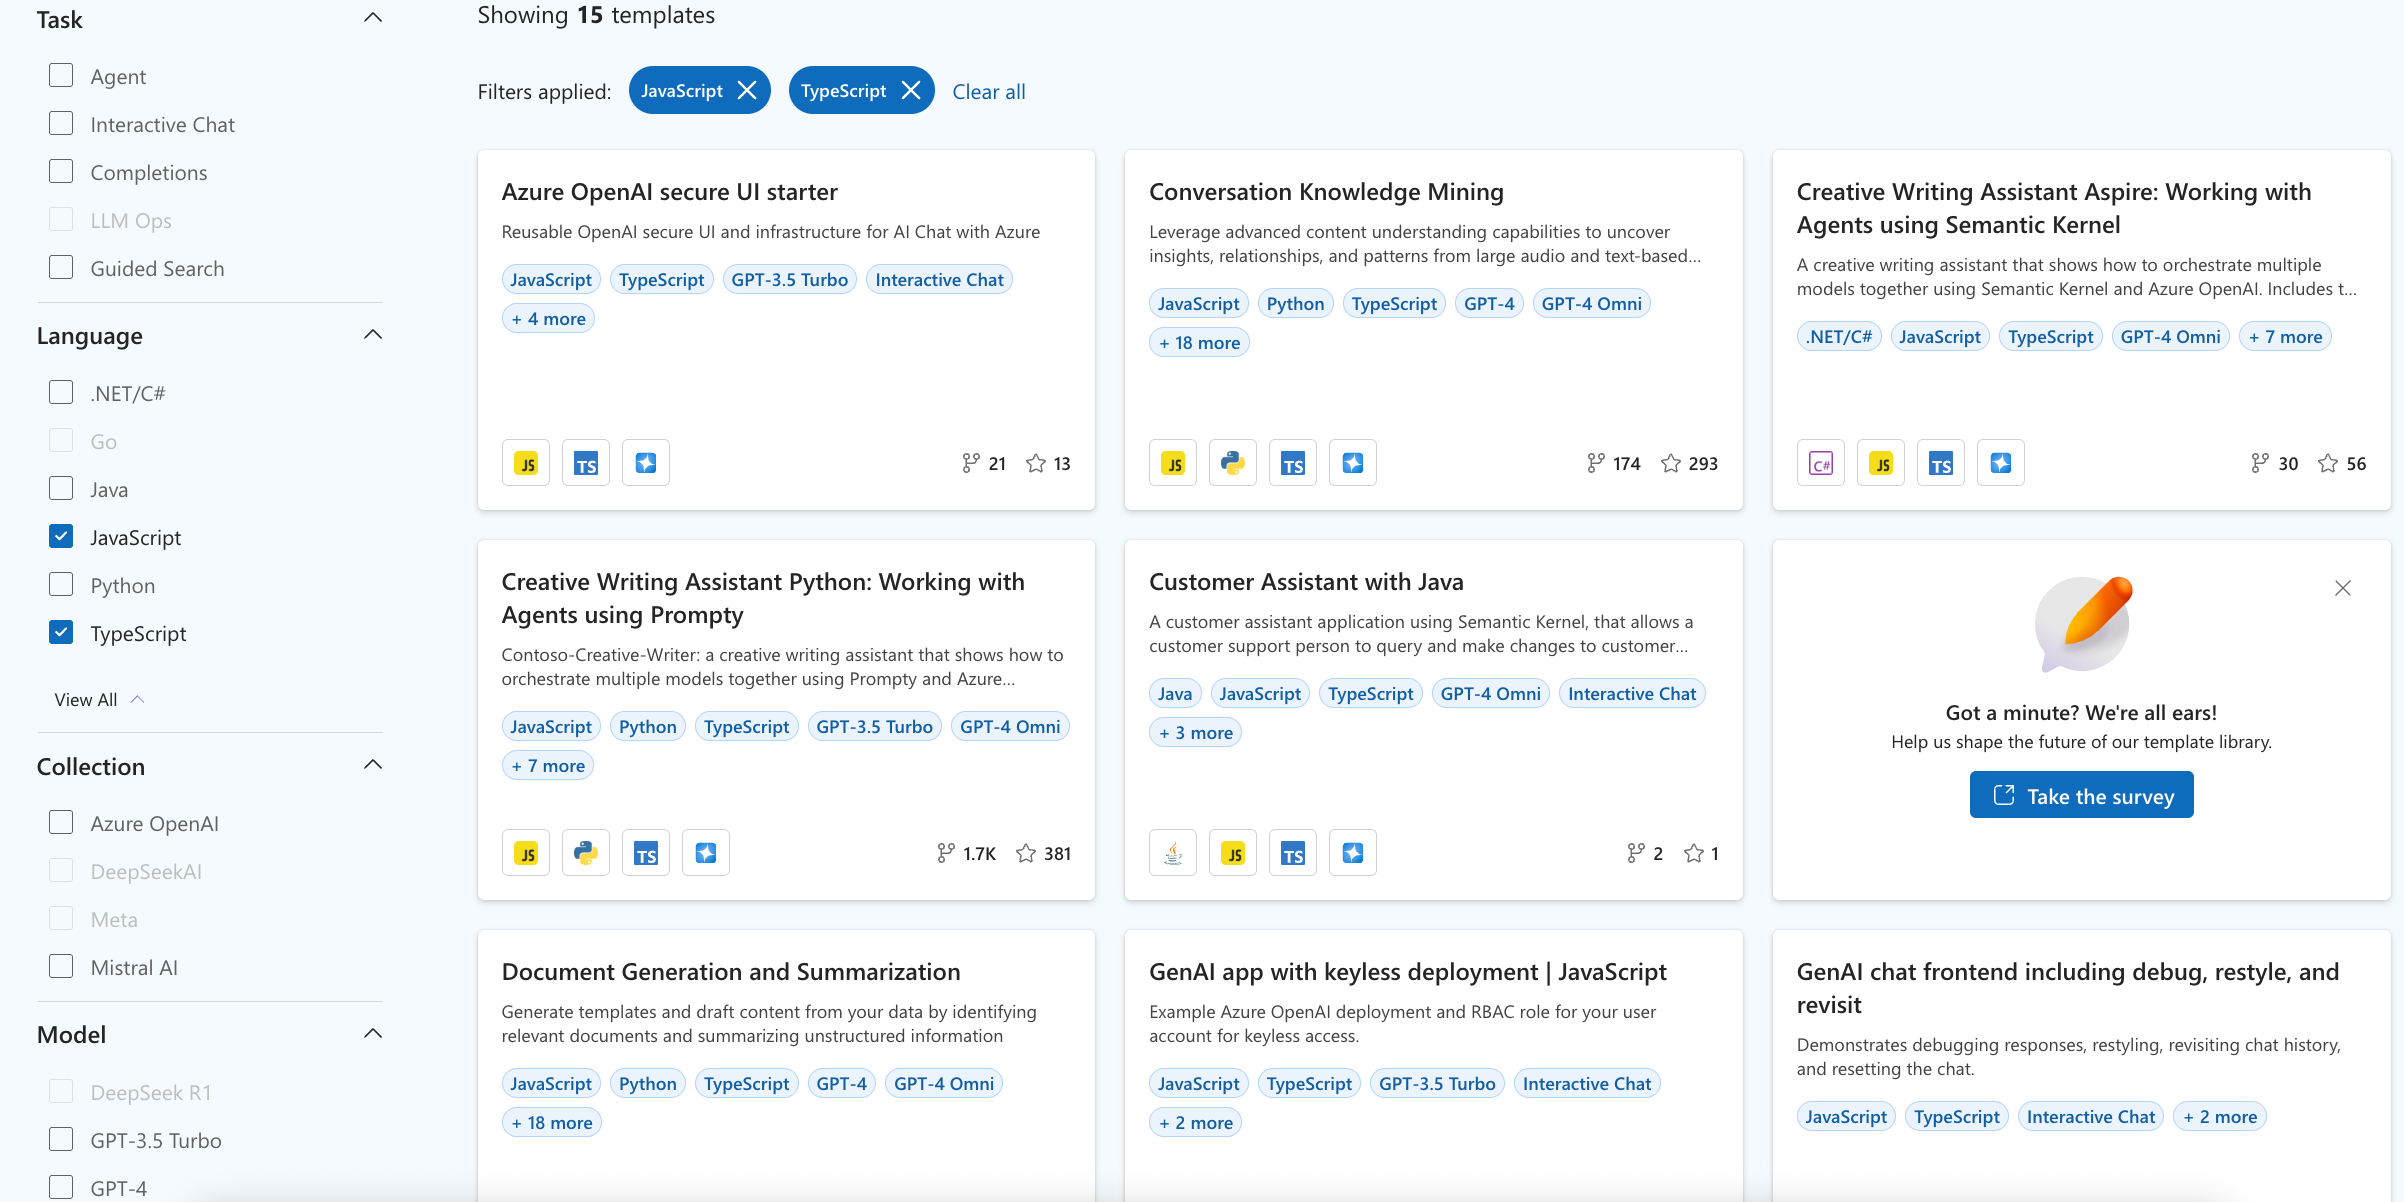 Task
Agent
Interactive Chat
Completions
LLM Ops
Guided Search
Language
.NET/C#
Go
Java
JavaScript
Python
TypeScript
View All
Collection
Azure OpenAI
DeepSeekAI
Meta
Mistral AI
Model
DeepSeek R1
GPT-3.5 Turbo
GPT-4
Showing 15 templates
Filters applied: JavaScript TypeScript Clear all
Azure OpenAI secure UI starter
Reusable OpenAI secure UI and infrastructure for AI Chat with Azure
JavaScript TypeScript GPT-3.5 Turbo Interactive Chat
+ 4 more
JS TS 21 13
Conversation Knowledge Mining
Leverage advanced content understanding capabilities to uncover
insights, relationships, and patterns from large audio and text-based...
JavaScript Python TypeScript GPT-4 GPT-4 Omni
+ 18 more
JS TS 174 293
Creative Writing Assistant Aspire: Working with
Agents using Semantic Kernel
A creative writing assistant that shows how to orchestrate multiple
models together using Semantic Kernel and Azure OpenAI. Includes t...
.NET/C# JavaScript TypeScript GPT-4 Omni + 7 more
C# JS TS 30 56
Creative Writing Assistant Python: Working with
Agents using Prompty
Contoso-Creative-Writer: a creative writing assistant that shows how to
orchestrate multiple models together using Prompty and Azure...
JavaScript Python TypeScript GPT-3.5 Turbo GPT-4 Omni
+ 7 more
JS TS 1.7K 381
Customer Assistant with Java
A customer assistant application using Semantic Kernel, that allows a
customer support person to query and make changes to customer...
Java JavaScript TypeScript GPT-4 Omni Interactive Chat
+ 3 more
JS TS 2 1
Got a minute? We're all ears!
Help us shape the future of our template library.
Take the survey
Document Generation and Summarization
Generate templates and draft content from your data by identifying
relevant documents and summarizing unstructured information
JavaScript Python TypeScript GPT-4 GPT-4 Omni
+ 18 more
GenAI app with keyless deployment | JavaScript
Example Azure OpenAI deployment and RBAC role for your user
account for keyless access.
JavaScript TypeScript GPT-3.5 Turbo Interactive Chat
+ 2 more
GenAI chat frontend including debug, restyle, and
revisit
Demonstrates debugging responses, restyling, revisiting chat history,
and resetting the chat.
JavaScript TypeScript Interactive Chat + 2 more